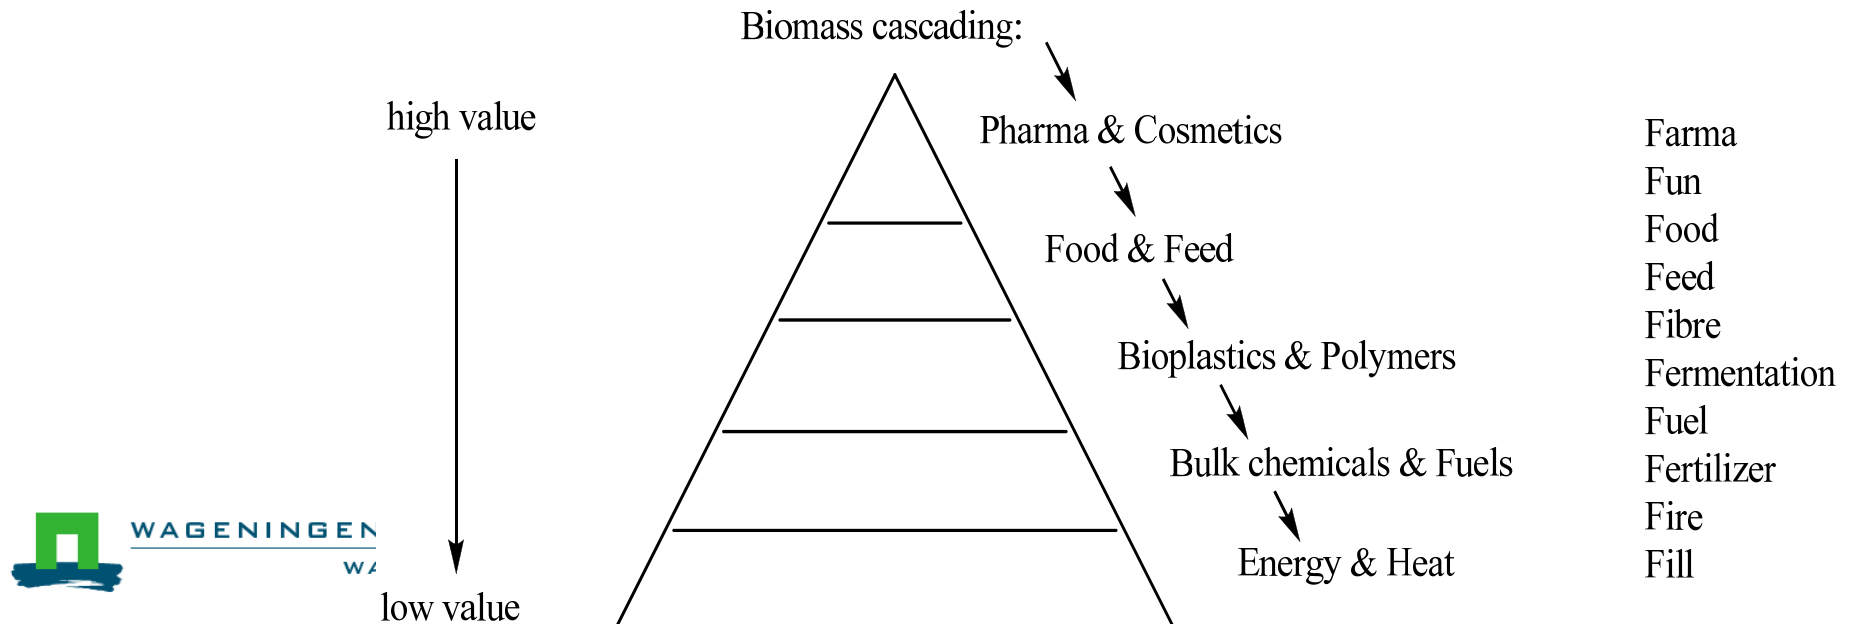 Biomass cascading:
high value
Pharma & Cosmetics
Food & Feed
Bioplastics & Polymers
Bulk chemicals & Fuels
Energy & Heat
low value
Farma
Fun
Food
Feed
Fibre
Fermentation
Fuel
Fertilizer
Fire
Fill
WAGENINGEN
WA